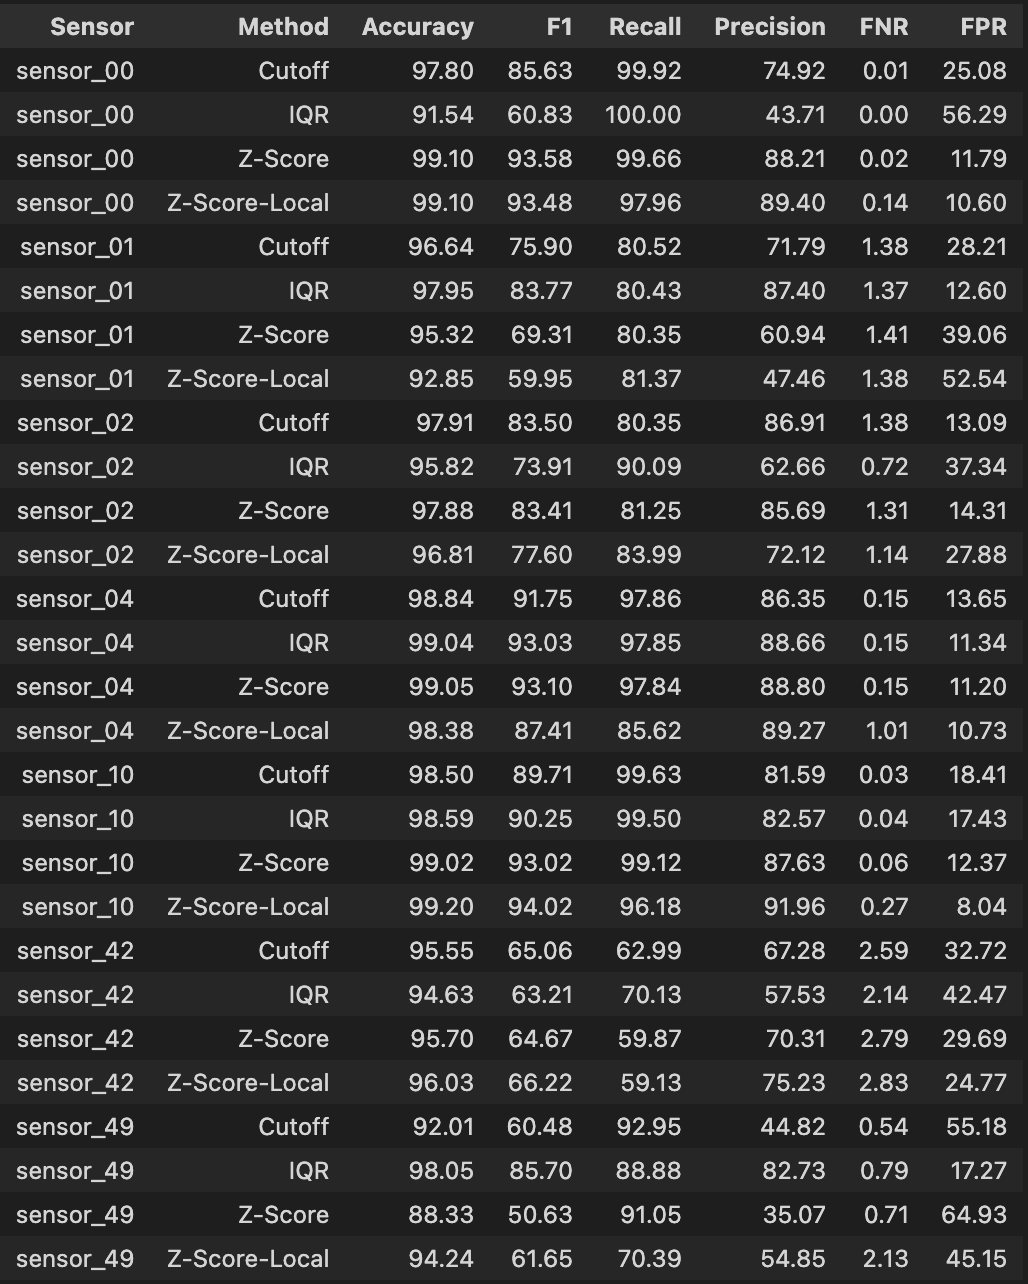 Sensor Method Accuracy F1 Recall Precision FNR FPR
sensor_00 Cutoff 97.80 85.63 99.92 74.92 0.01 25.08
sensor_00 IQR 91.54 60.83 100.00 43.71 0.00 56.29
sensor_00 Z-Score 99.10 93.58 99.66 88.21 0.02 11.79
sensor_00 Z-Score-Local 99.10 93.48 97.96 89.40 0.14 10.60
sensor_01 Cutoff 96.64 75.90 80.52 71.79 1.38 28.21
sensor_01 IQR 97.95 83.77 80.43 87.40 1.37 12.60
sensor_01 Z-Score 95.32 69.31 80.35 60.94 1.41 39.06
sensor_01 Z-Score-Local 92.85 59.95 81.37 47.46 1.38 52.54
sensor_02 Cutoff 97.91 83.50 80.35 86.91 1.38 13.09
sensor_02 IQR 95.82 73.91 90.09 62.66 0.72 37.34
sensor_02 Z-Score 97.88 83.41 81.25 85.69 1.31 14.31
sensor_02 Z-Score-Local 96.81 77.60 83.99 72.12 1.14 27.88
sensor_04 Cutoff 98.84 91.75 97.86 86.35 0.15 13.65
sensor_04 IQR 99.04 93.03 97.85 88.66 0.15 11.34
sensor_04 Z-Score 99.05 93.10 97.84 88.80 0.15 11.20
sensor_04 Z-Score-Local 98.38 87.41 85.62 89.27 1.01 10.73
sensor_10 Cutoff 98.50 89.71 99.63 81.59 0.03 18.41
sensor_10 IQR 98.59 90.25 99.50 82.57 0.04 17.43
sensor_10 Z-Score 99.02 93.02 99.12 87.63 0.06 12.37
sensor_10 Z-Score-Local 99.20 94.02 96.18 91.96 0.27 8.04
sensor_42 Cutoff 95.55 65.06 62.99 67.28 2.59 32.72
sensor_42 IQR 94.63 63.21 70.13 57.53 2.14 42.47
sensor_42 Z-Score 95.70 64.67 59.87 70.31 2.79 29.69
sensor_42 Z-Score-Local 96.03 66.22 59.13 75.23 2.83 24.77
sensor_49 Cutoff 92.01 60.48 92.95 44.82 0.54 55.18
sensor_49 IQR 98.05 85.70 88.88 82.73 0.79 17.27
sensor_49 Z-Score 88.33 50.63 91.05 35.07 0.71 64.93
sensor_49 Z-Score-Local 94.24 61.65 70.39 54.85 2.13 45.15